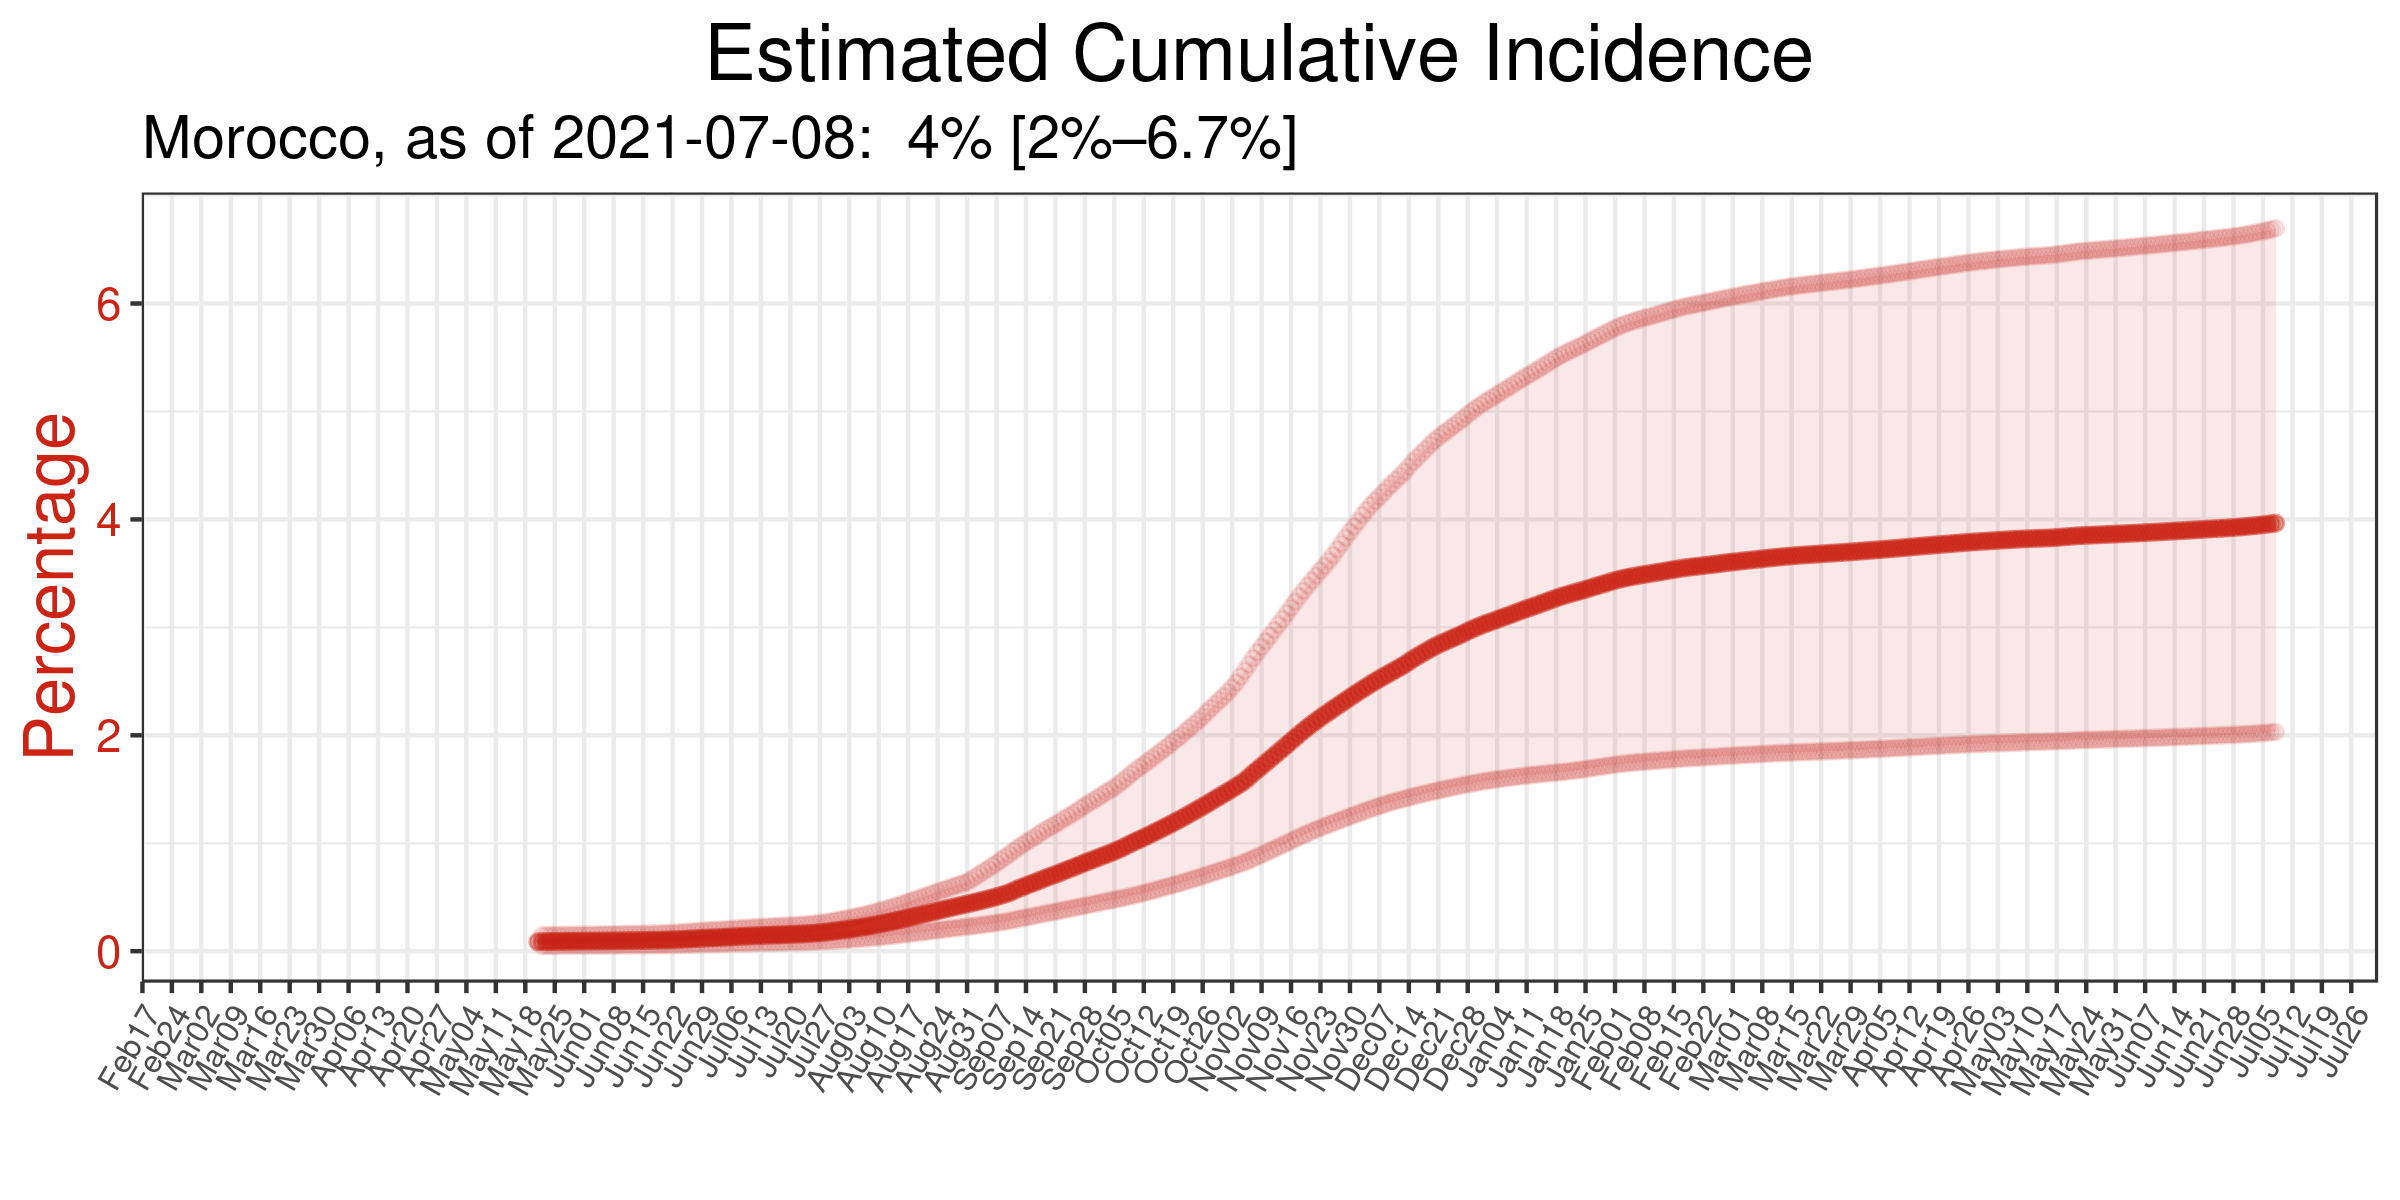 Estimated Cumulative Incidence
Morocco, as of 2021-07-08:  4% [2%–6.7%]
Percentage
6
4
2
0
Feb17
Feb24
Mar02
Mar09
Mar16
Mar23
Mar30
Apr06
Apr13
Apr20
Apr27
May04
May11
May18
May25
Jun01
Jun08
Jun15
Jun22
Jun29
Jul06
Jul13
Jul20
Jul27
Aug03
Aug10
Aug17
Aug24
Aug31
Sep07
Sep14
Sep21
Sep28
Oct05
Oct12
Oct19
Oct26
Nov02
Nov09
Nov16
Nov23
Nov30
Dec07
Dec14
Dec21
Dec28
Jan04
Jan11
Jan18
Jan25
Feb01
Feb08
Feb15
Feb22
Mar01
Mar08
Mar15
Mar22
Mar29
Apr05
Apr12
Apr19
Apr26
May03
May10
May17
May24
May31
Jun07
Jun14
Jun21
Jun28
Jul05
Jul12
Jul19
Jul26